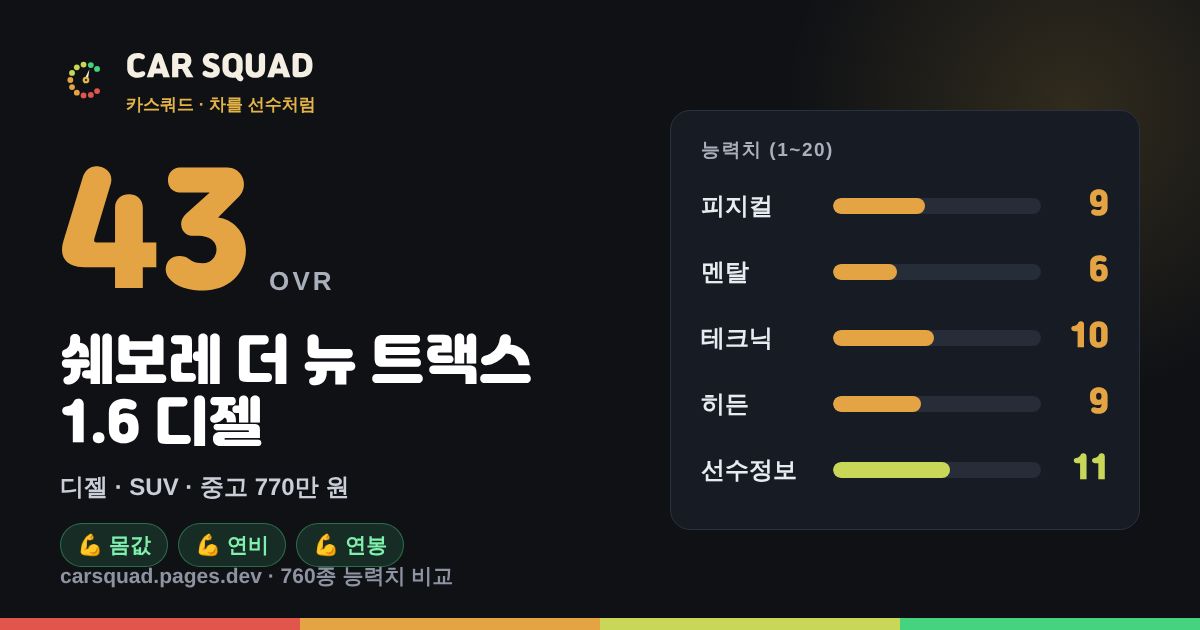 CAR SQUAD
카스쿼드 · 차를 선수처럼
43 OVR
쉐보레 더 뉴 트랙스
1.6 디젤
디젤 · SUV · 중고 770만 원
💪 몸값 💪 연비 💪 연봉
carsquad.pages.dev · 760종 능력치 비교
능력치 (1~20)
피지컬 9
멘탈 6
테크닉 10
히든 9
선수정보 11